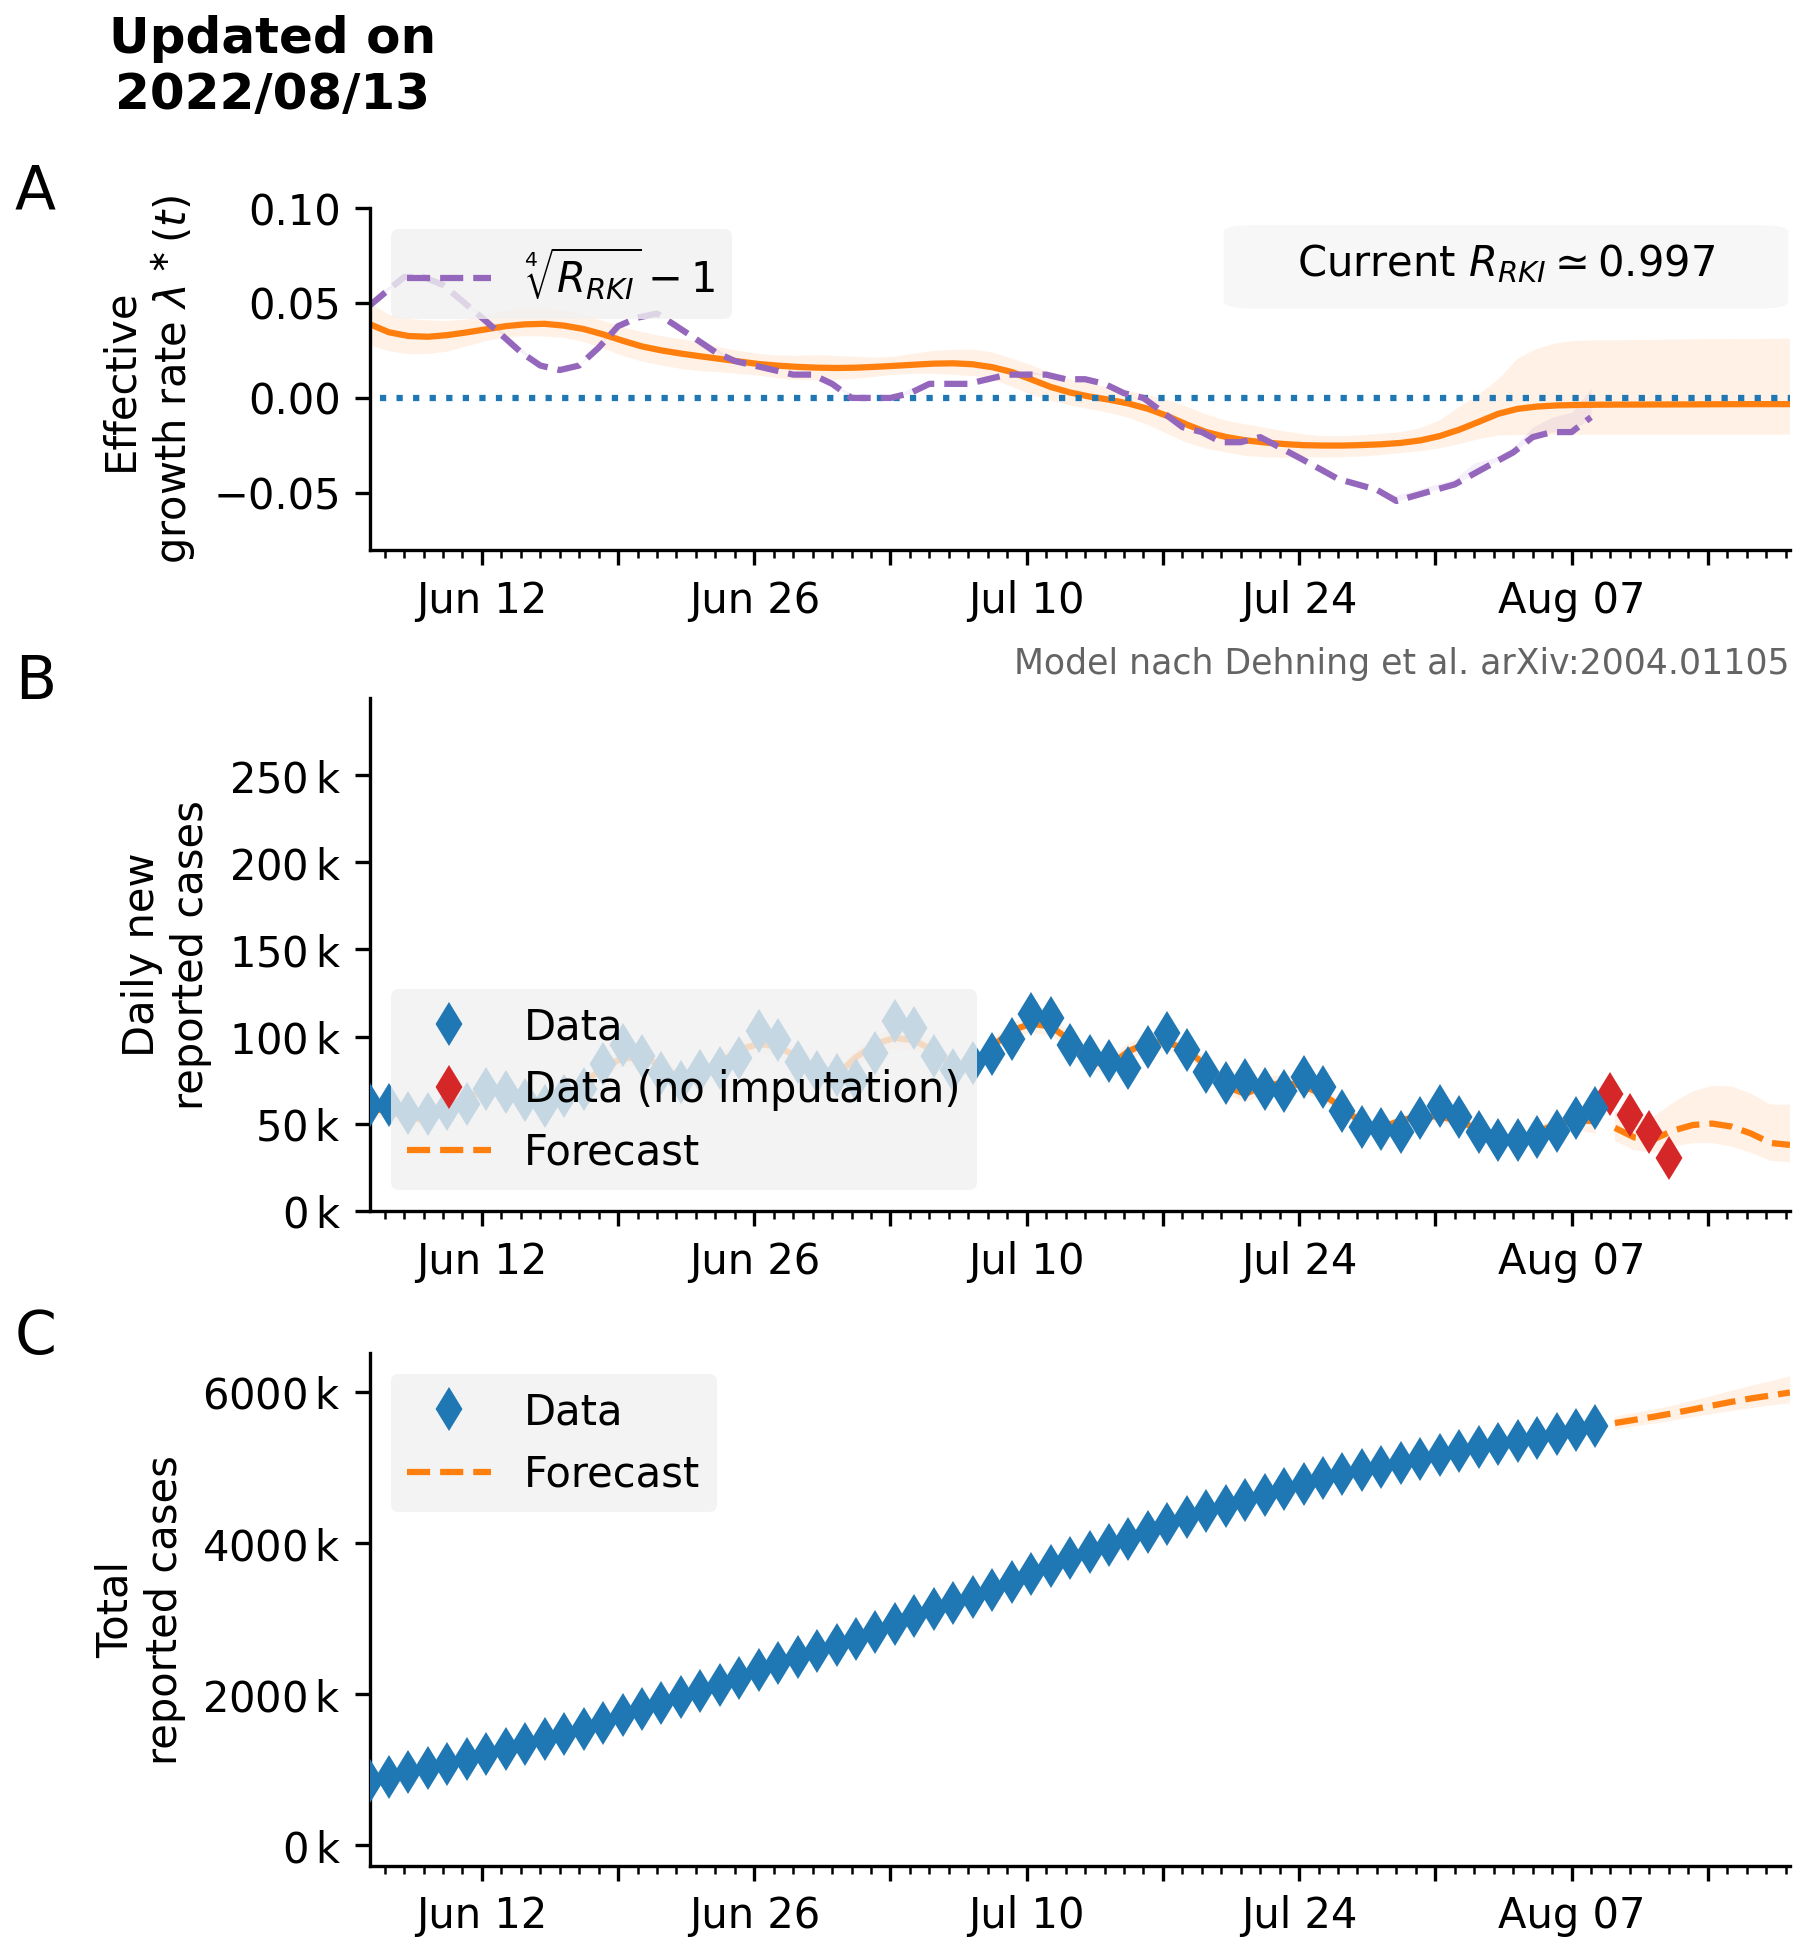 Updated on
2022/08/13
A
Effective
growth rate λ * (t)
0.10
0.05
0.00
−0.05
∜R_RKI − 1
Current R_RKI ≃ 0.997
Jun 12
Jun 26
Jul 10
Jul 24
Aug 07
Model nach Dehning et al. arXiv:2004.01105
B
Daily new
reported cases
250 k
200 k
150 k
100 k
50 k
0 k
Data
Data (no imputation)
Forecast
Jun 12
Jun 26
Jul 10
Jul 24
Aug 07
C
Total
reported cases
6000 k
4000 k
2000 k
0 k
Data
Forecast
Jun 12
Jun 26
Jul 10
Jul 24
Aug 07